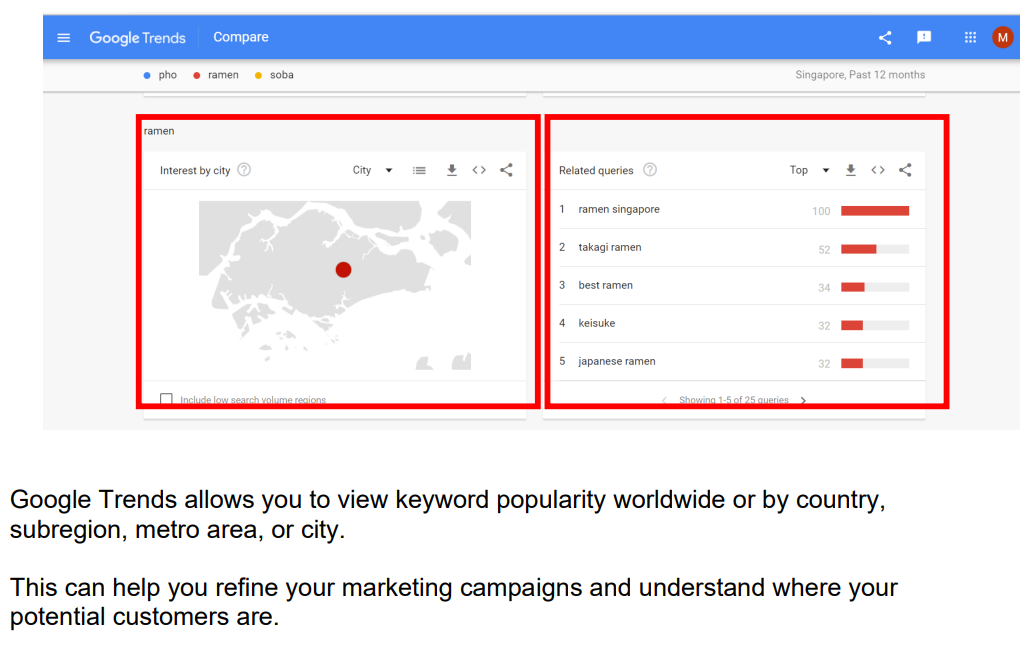 Google Trends Compare M
pho ramen soba Singapore, Past 12 months
ramen
Interest by city ? City
Include low search volume regions
Related queries ? Top
1 ramen singapore 100
2 takagi ramen 52
3 best ramen 34
4 keisuke 32
5 japanese ramen 32
Showing 1-5 of 25 queries
Google Trends allows you to view keyword popularity worldwide or by country,
subregion, metro area, or city.
This can help you refine your marketing campaigns and understand where your
potential customers are.